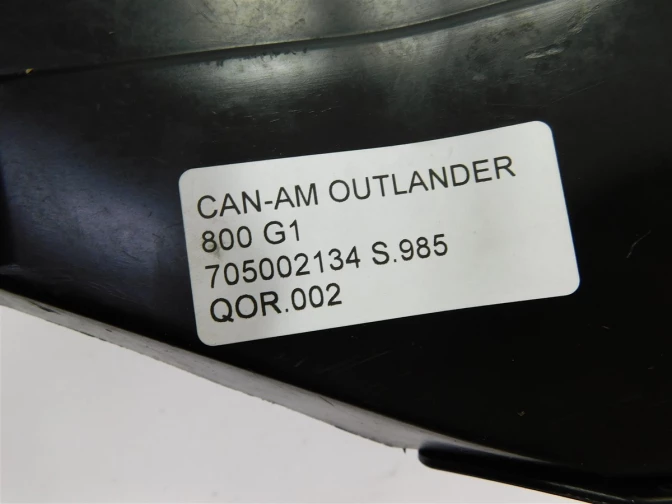 CAN-AM OUTLANDER
800 G1
705002134 S.985
QOR.002